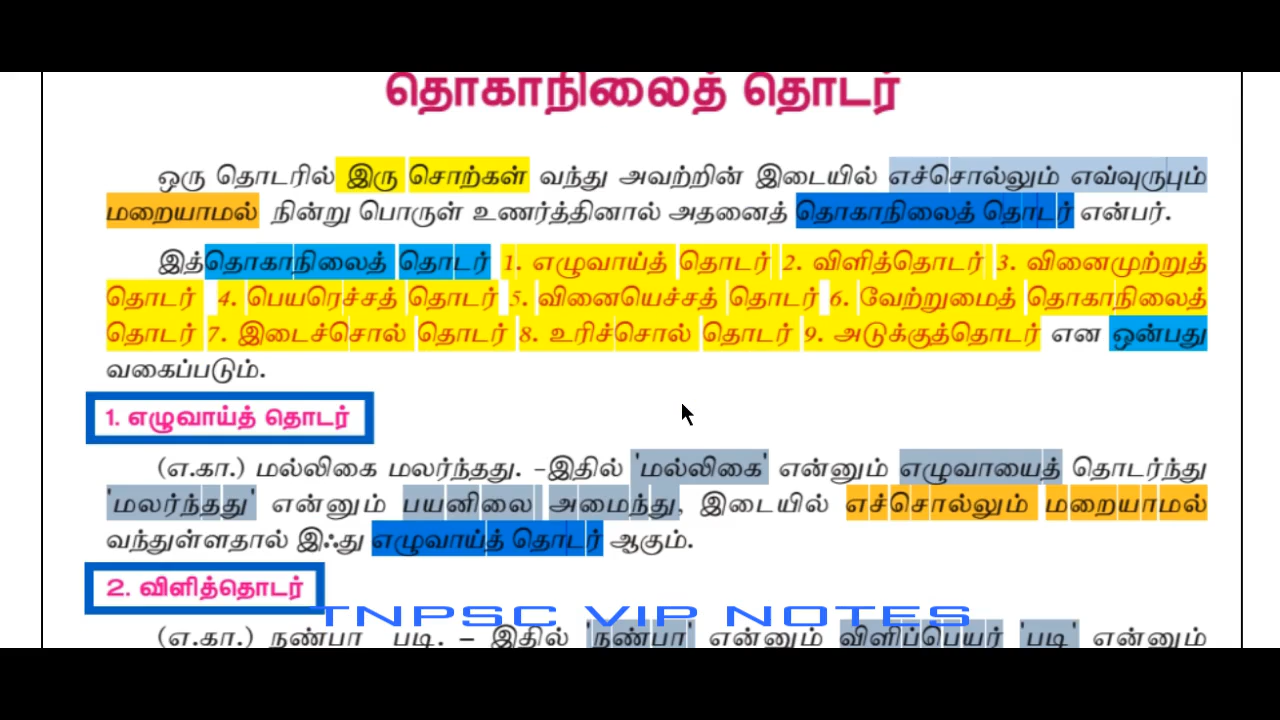 தொகாநிலைத் தொடர்
ஒரு தொடரில் இரு சொற்கள் வந்து அவற்றின் இடையில் எச்சொல்லும் எவ்வுருபும்
மறையாமல் நின்று பொருள் உணர்த்தினால் அதனைத் தொகாநிலைத் தொடர் என்பர்.
இத்தொகாநிலைத் தொடர் 1. எழுவாய்த் தொடர் 2. விளித்தொடர் 3. வினைமுற்றுத்
தொடர் 4. பெயரெச்சத் தொடர் 5. வினையெச்சத் தொடர் 6. வேற்றுமைத் தொகாநிலைத்
தொடர் 7. இடைச்சொல் தொடர் 8. உரிச்சொல் தொடர் 9. அடுக்குத்தொடர் என ஒன்பது
வகைப்படும்.
1. எழுவாய்த் தொடர்
(எ.கா.) மல்லிகை மலர்ந்தது. –இதில் 'மல்லிகை' என்னும் எழுவாயைத் தொடர்ந்து
'மலர்ந்தது' என்னும் பயனிலை அமைந்து, இடையில் எச்சொல்லும் மறையாமல்
வந்துள்ளதால் இஃது எழுவாய்த் தொடர் ஆகும்.
2. விளித்தொடர்
TNPSC VIP NOTES
(எ.கா.) நண்பா படி. – இதில் 'நண்பா' என்னும் விளிப்பெயர் 'படி' என்னும்